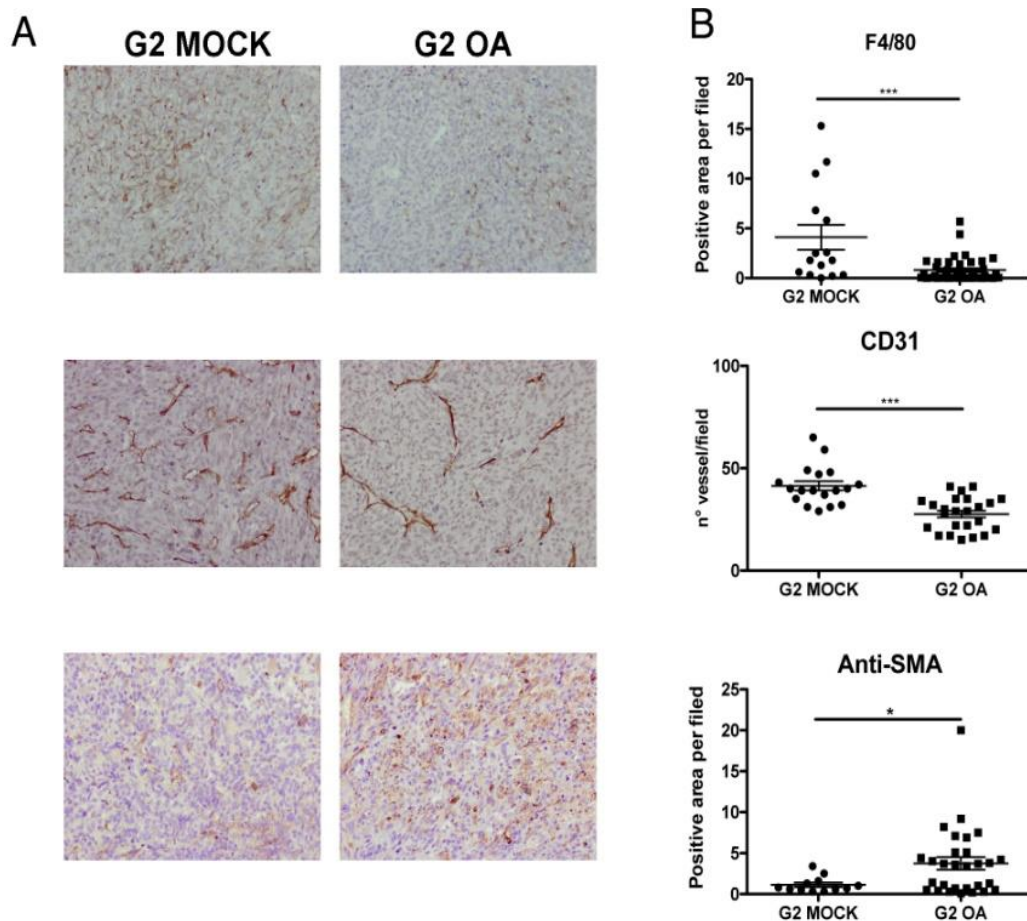 A
G2 MOCK
G2 OA
B
F4/80
Positive area per filed
20
15
10
5
0
***
G2 MOCK
G2 OA
CD31
n° vessel/field
100
50
0
***
G2 MOCK
G2 OA
Anti-SMA
Positive area per filed
25
20
15
10
5
0
*
G2 MOCK
G2 OA